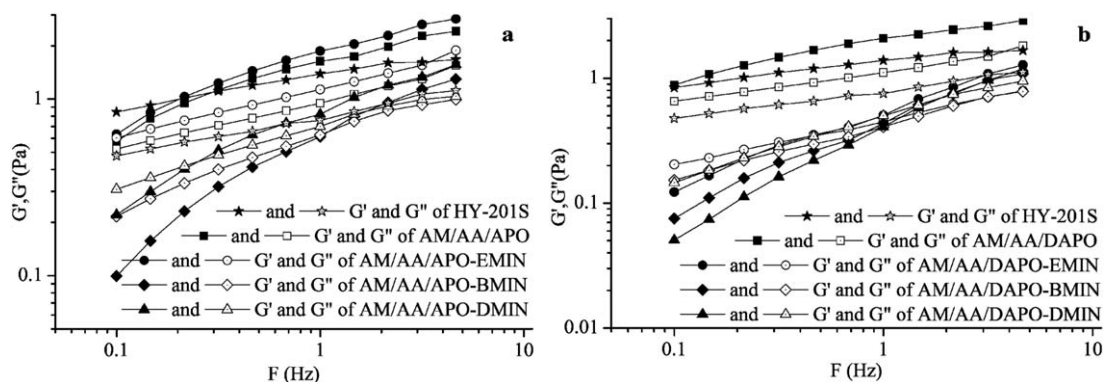 a
1
0.1
G',G"(Pa)
and G' and G" of HY-201S
and G' and G" of AM/AA/APO
and G' and G" of AM/AA/APO-EMIN
and G' and G" of AM/AA/APO-BMIN
and G' and G" of AM/AA/APO-DMIN
0.1 1 10
F (Hz)
b
1
0.1
0.01
G',G"(Pa)
and G' and G" of HY-201S
and G' and G" of AM/AA/DAPO
and G' and G" of AM/AA/DAPO-EMIN
and G' and G" of AM/AA/DAPO-BMIN
and G' and G" of AM/AA/DAPO-DMIN
0.1 1 10
F (Hz)